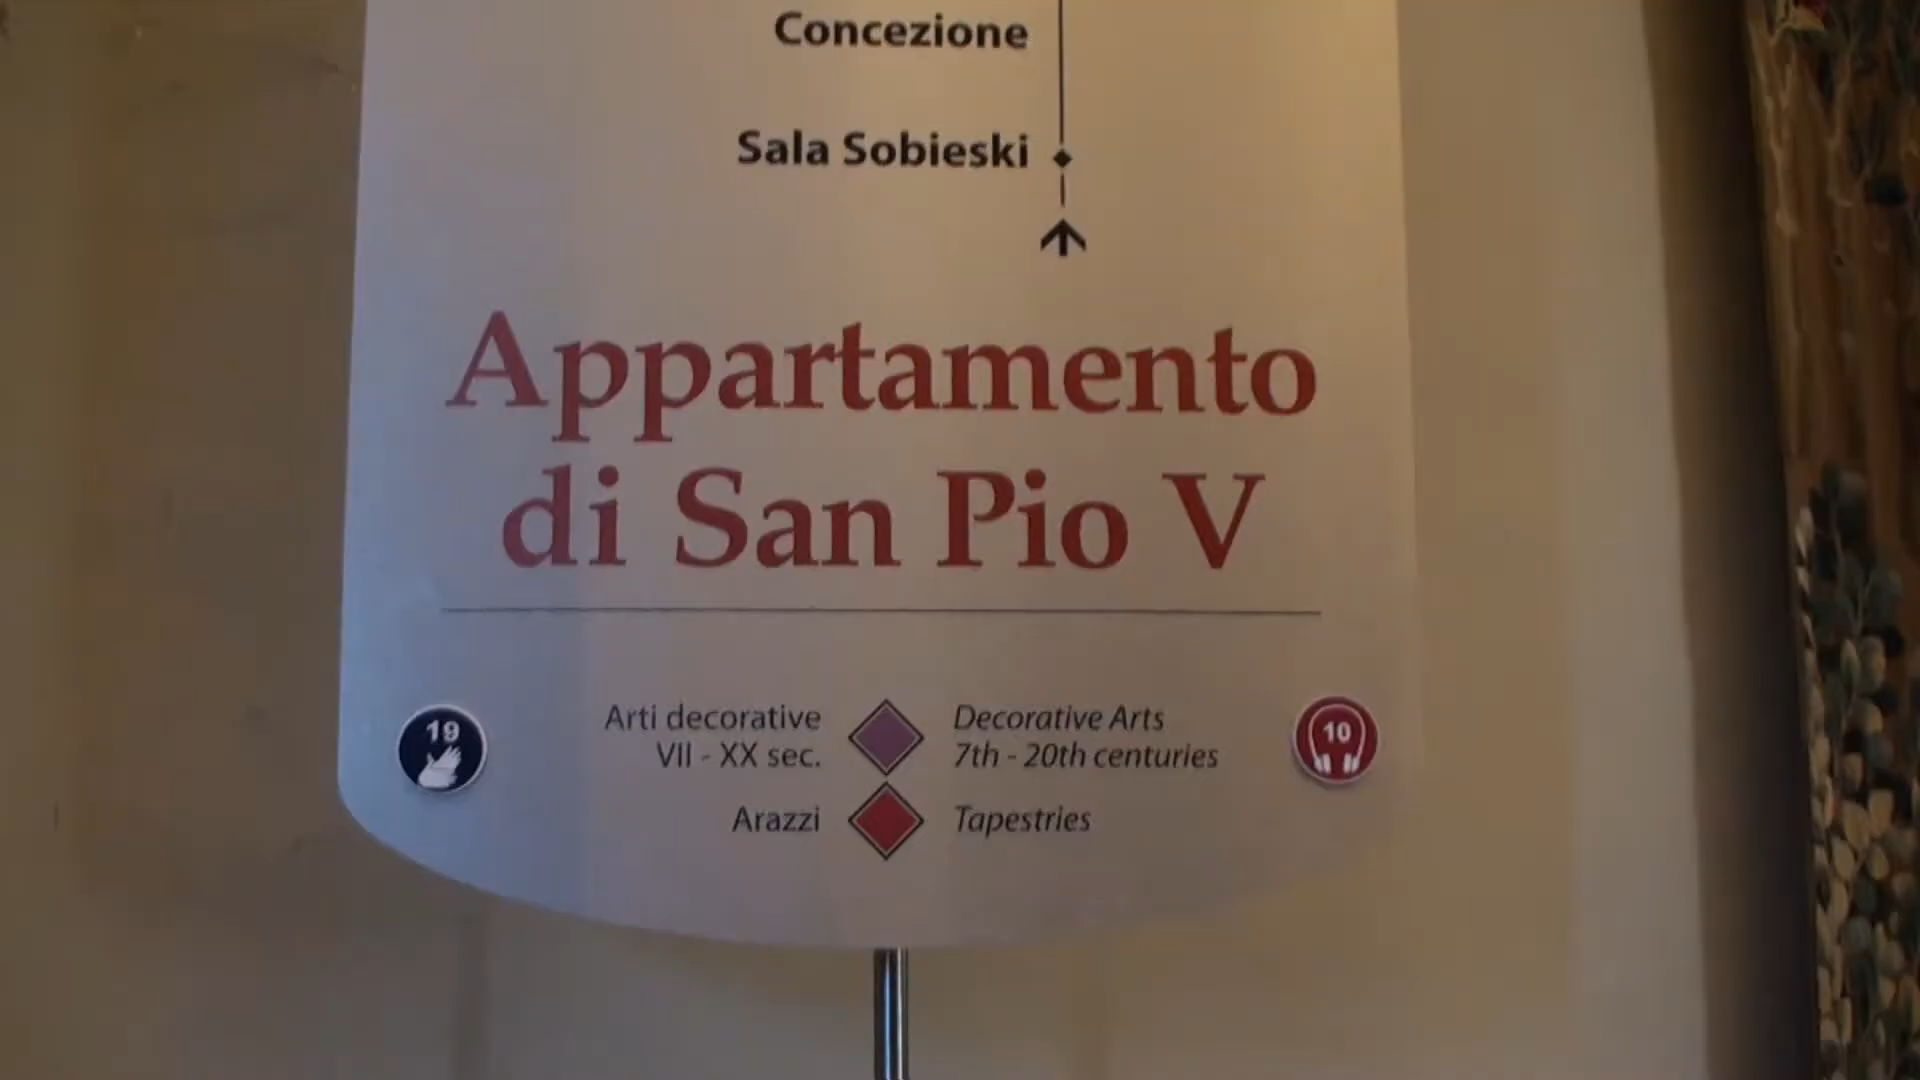 Concezione
Sala Sobieski
Appartamento
di San Pio V
19
Arti decorative
VII - XX sec.
Decorative Arts
7th - 20th centuries
10
Arazzi
Tapestries